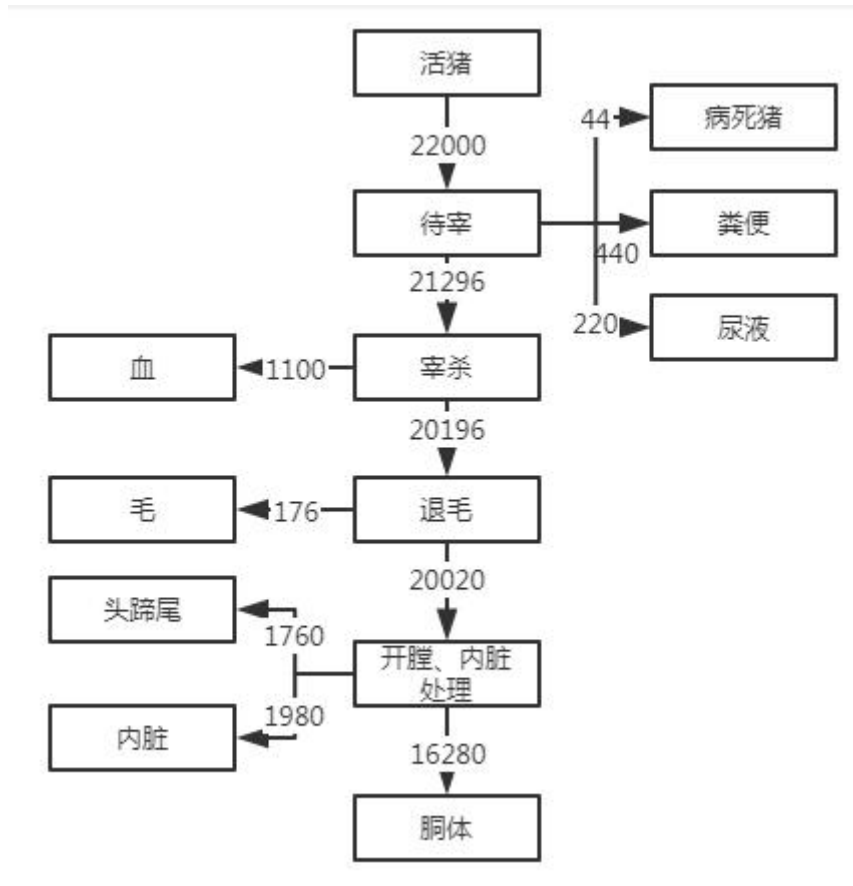 活猪
22000
44
病死猪
待宰
粪便
440
21296
220
尿液
血
1100
宰杀
20196
毛
176
退毛
20020
头蹄尾
1760
开膛、内脏
处理
1980
内脏
16280
胴体